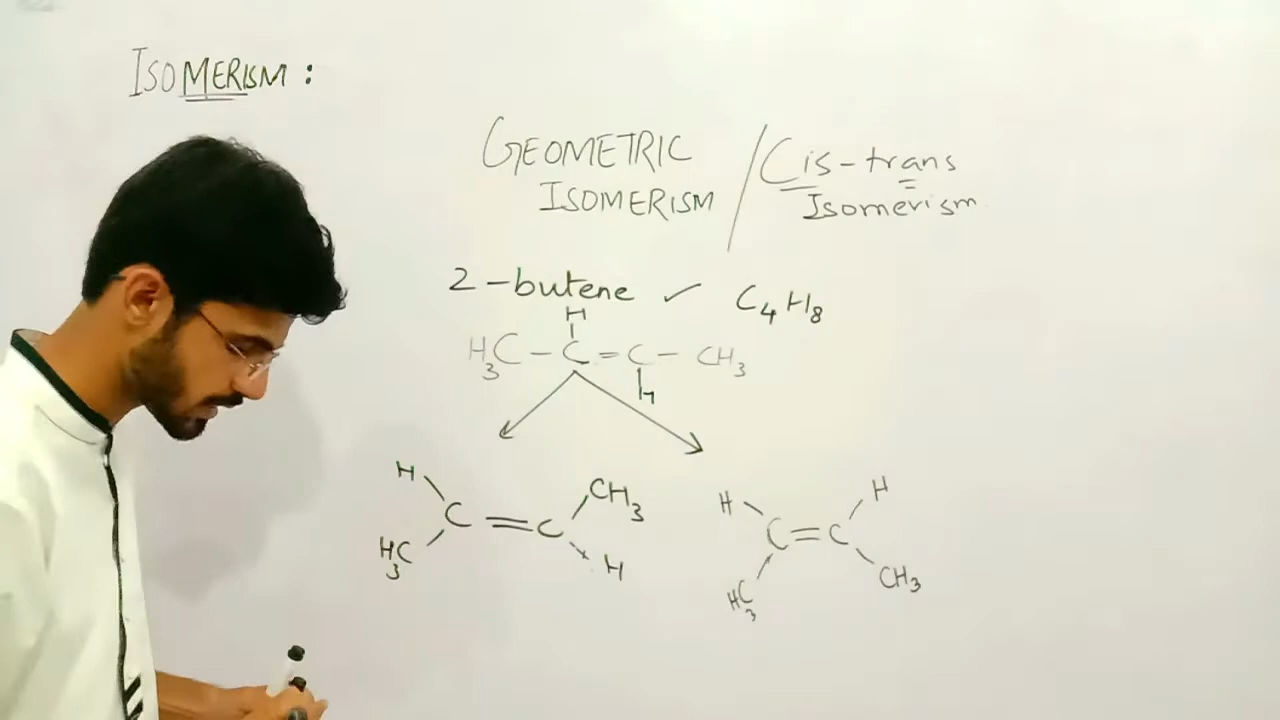 ISOMERISM :
GEOMETRIC / Cis-trans
ISOMERISM Isomerism
2-butene ✓ C₄H₈
H
H₃C - C = C - CH₃
H
H CH₃
C = C
H₃C H
H H
C = C
H₃C CH₃